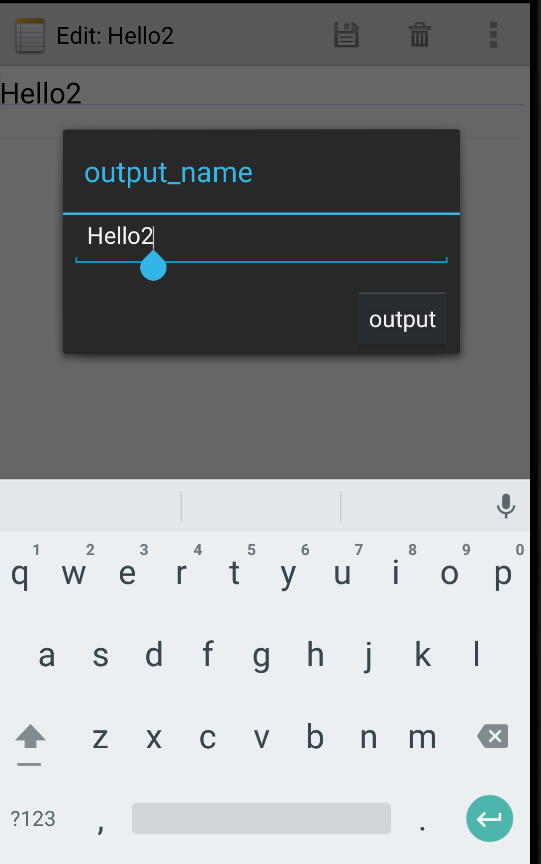 Edit: Hello2
Hello2
output_name
Hello2
output
1 2 3 4 5 6 7 8 9 0
q w e r t y u i o p
a s d f g h j k l
z x c v b n m
?123 , .